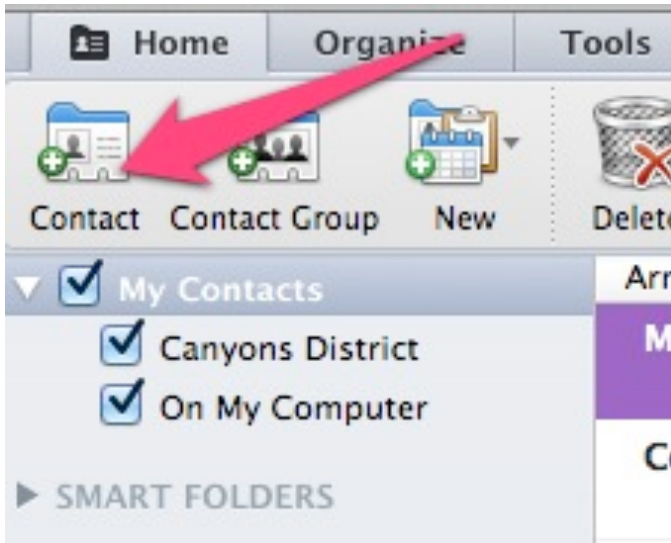 Home Organize Tools
Contact Contact Group New
My Contacts
Canyons District
On My Computer
SMART FOLDERS